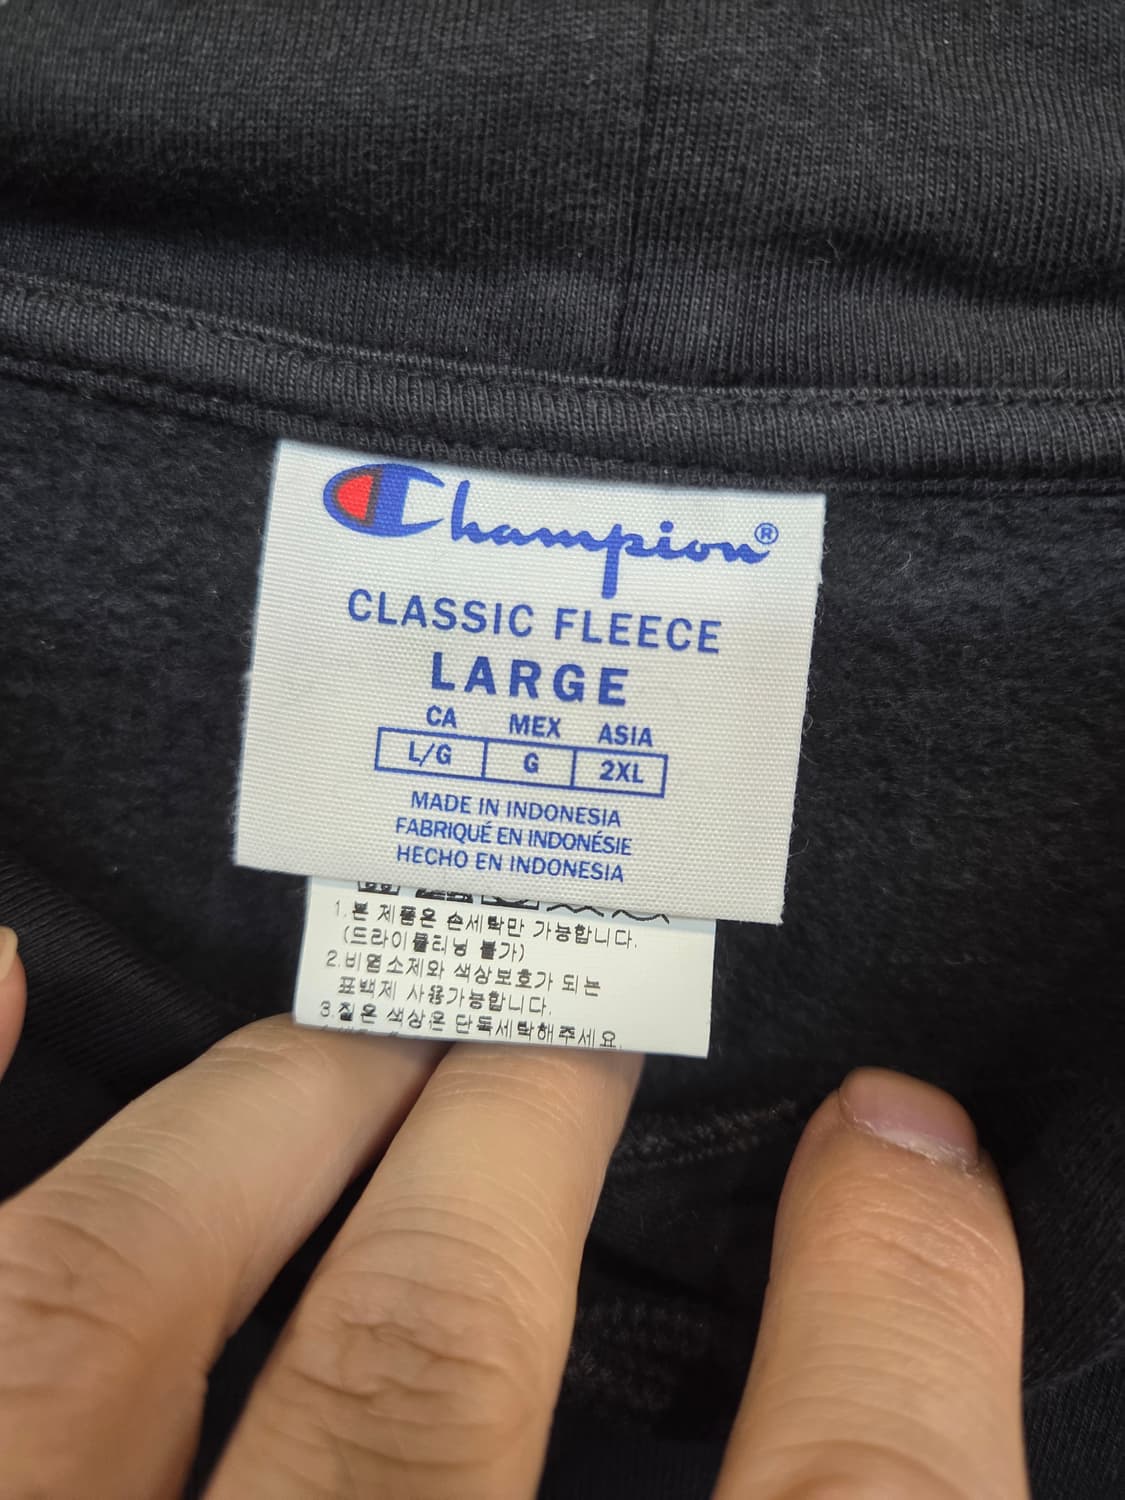 Champion®
CLASSIC FLEECE
LARGE
CA MEX ASIA
L/G G 2XL
MADE IN INDONESIA
FABRIQUÉ EN INDONÉSIE
HECHO EN INDONESIA
1.본 제품은 손세탁만 가능합니다.
(드라이클리닝 불가)
2.비염소제와 색상보호가 되는
표백제 사용가능합니다.
3.짙은 색상은 단독세탁해주세요.